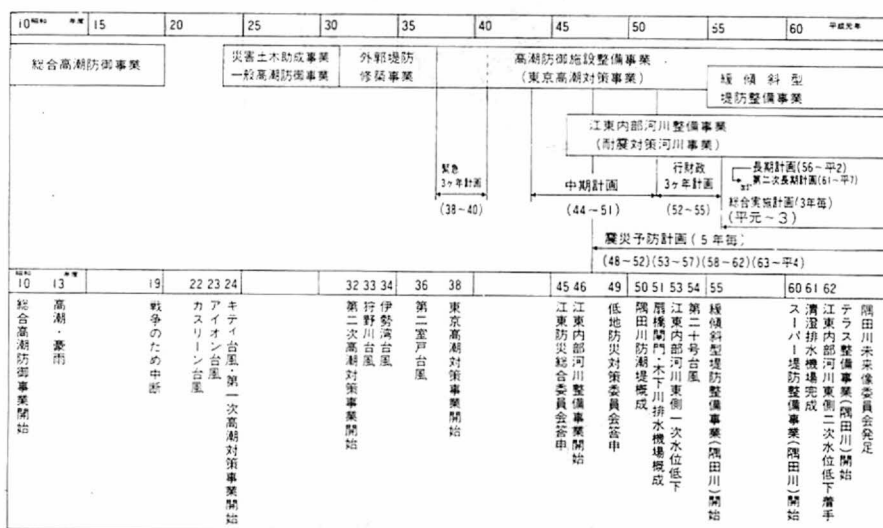 10 昭和 年度 15 20 25 30 35 40 45 50 55 60 平成元年
総合高潮防御事業
災害土木助成事業
一般高潮防御事業
外郭堤防
修築事業
高潮防御施設整備事業
(東京高潮対策事業)
緩傾斜型
堤防整備事業
江東内部河川整備事業
(耐震対策河川事業)
緊急
3ヶ年計画
(38~40)
中期計画
(44~51)
行財政
3ヶ年計画
(52~55)
長期計画(56~平2)
第二次長期計画(61~平7)
総合実施計画(3年毎)
(平元~3)
震災予防計画(5年毎)
(48~52)(53~57)(58~62)(63~平4)
昭和 年度
10 13 19 22 23 24 32 33 34 36 38 45 46 49 50 51 53 54 55 60 61 62
総合高潮防御事業開始
高潮・豪雨
戦争のため中断
カスリーン台風
アイオン台風
キティ台風・第一次高潮対策事業開始
第二次高潮対策事業開始
狩野川台風
伊勢湾台風
第二室戸台風
東京高潮対策事業開始
江東防災総合委員会答申
江東内部河川整備事業開始
低地防災対策委員会答申
隅田川防潮堤概成
扇橋閘門・木下川排水機場概成
江東内部河川東側一次水位低下
第二十号台風
緩傾斜型堤防整備事業(隅田川)開始
スーパー堤防整備事業(隅田川)開始
清澄排水機場完成
江東内部河川東側二次水位低下着手
テラス整備事業(隅田川)開始
隅田川未来像委員会発足